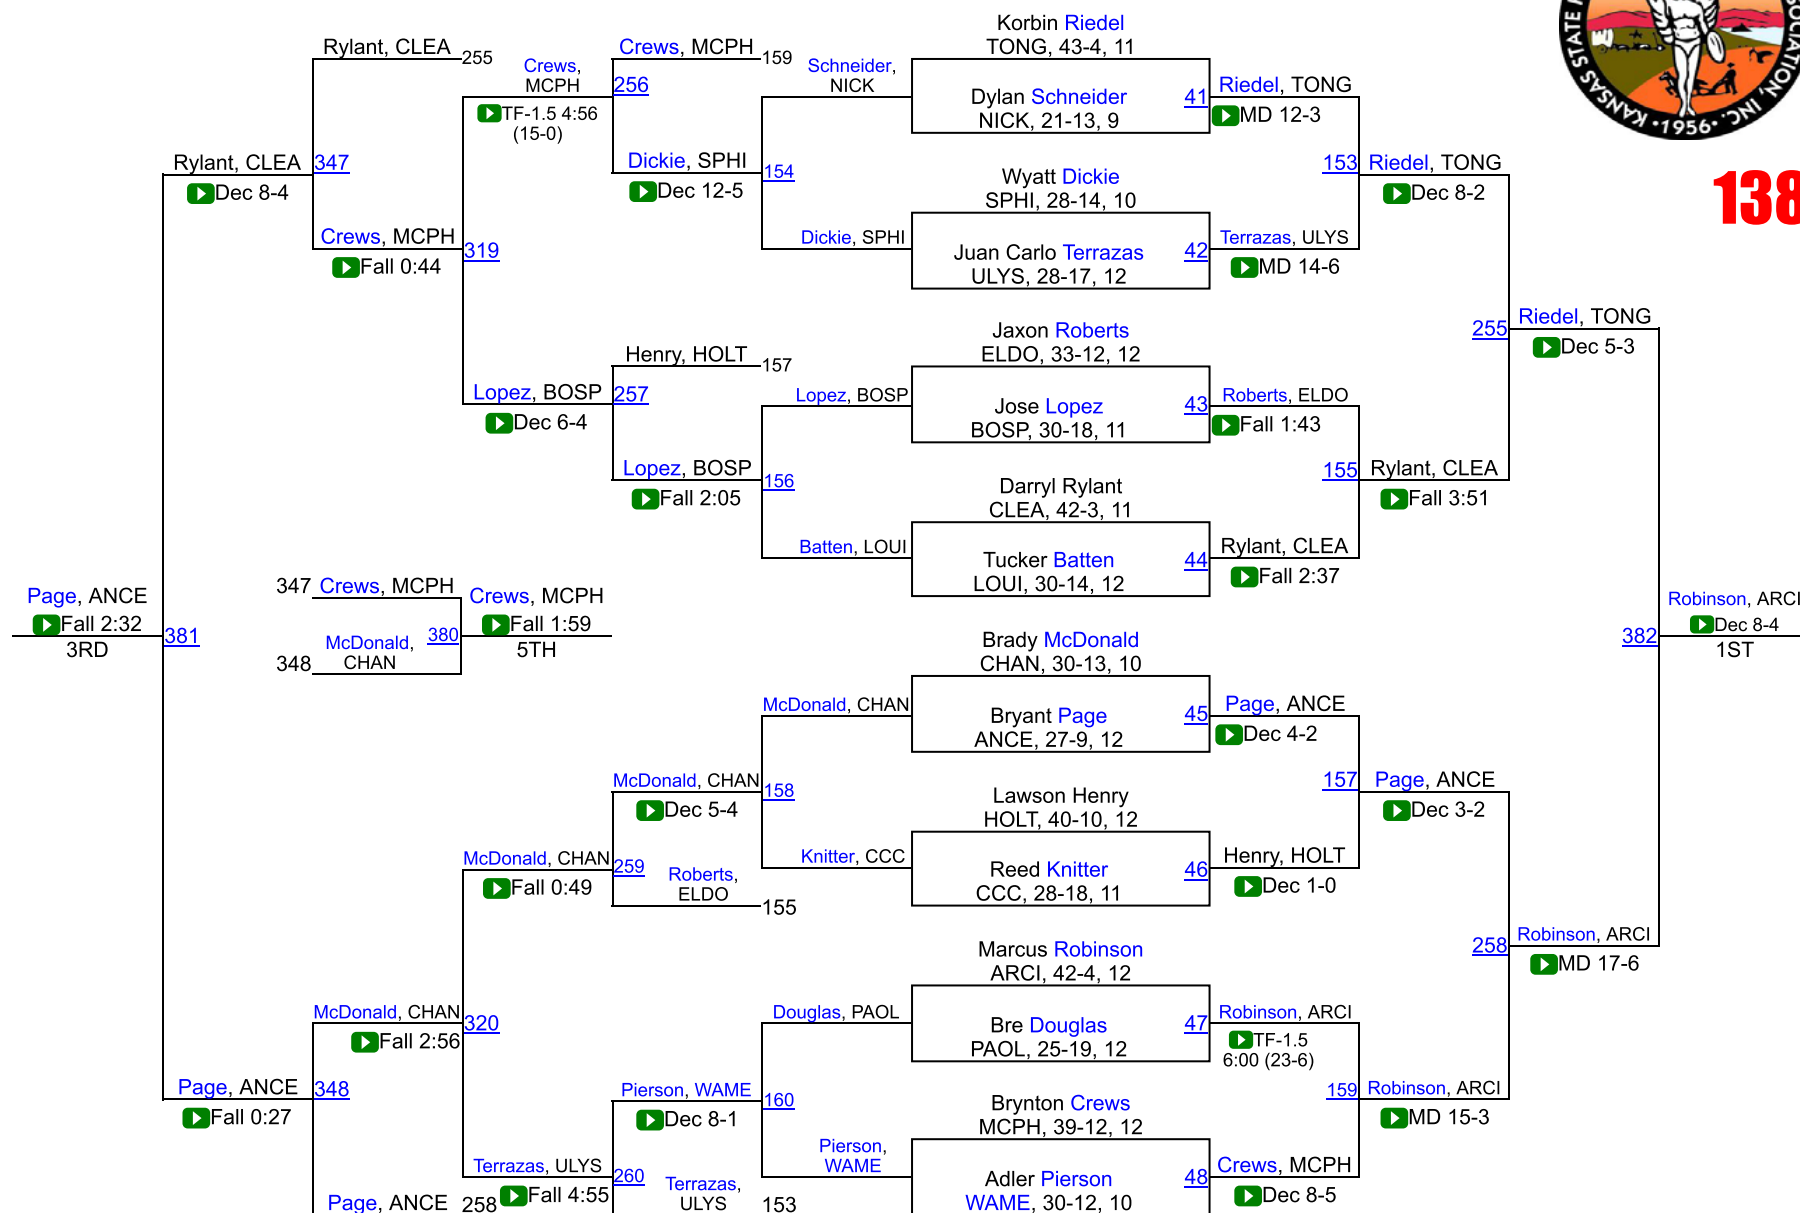 Korbin Riedel
TONG, 43-4, 11
Dylan Schneider
NICK, 21-13, 9
Wyatt Dickie
SPHI, 28-14, 10
Juan Carlo Terrazas
ULYS, 28-17, 12
Jaxon Roberts
ELDO, 33-12, 12
Jose Lopez
BOSP, 30-18, 11
Darryl Rylant
CLEA, 42-3, 11
Tucker Batten
LOUI, 30-14, 12
Brady McDonald
CHAN, 30-13, 10
Bryant Page
ANCE, 27-9, 12
Lawson Henry
HOLT, 40-10, 12
Reed Knitter
CCC, 28-18, 11
Marcus Robinson
ARCI, 42-4, 12
Bre Douglas
PAOL, 25-19, 12
Brynton Crews
MCPH, 39-12, 12
Adler Pierson
WAME, 30-12, 10
41
Riedel, TONG
MD 12-3
42
Terrazas, ULYS
MD 14-6
43
Roberts, ELDO
Fall 1:43
44
Rylant, CLEA
Fall 2:37
45
Page, ANCE
Dec 4-2
46
Henry, HOLT
Dec 1-0
47
Robinson, ARCI
TF-1.5
6:00 (23-6)
48
Crews, MCPH
Dec 8-5
153
Riedel, TONG
Dec 8-2
155
Rylant, CLEA
Fall 3:51
157
Page, ANCE
Dec 3-2
159
Robinson, ARCI
MD 15-3
255
Riedel, TONG
Dec 5-3
258
Robinson, ARCI
MD 17-6
382
Robinson, ARCI
Dec 8-4
1ST
KANSAS STATE
SOCIATION, INC.
•1956•
138
Schneider,
NICK
Dickie, SPHI
Lopez, BOSP
Batten, LOUI
McDonald, CHAN
Knitter, CCC
Douglas, PAOL
Pierson,
WAME
Crews, MCPH
159
154
Dickie, SPHI
Dec 12-5
Henry, HOLT
157
156
Lopez, BOSP
Fall 2:05
158
McDonald, CHAN
Dec 5-4
Roberts,
ELDO
155
160
Pierson, WAME
Dec 8-1
Terrazas,
ULYS
153
256
Crews,
MCPH
TF-1.5 4:56
(15-0)
257
Lopez, BOSP
Dec 6-4
259
McDonald, CHAN
Fall 0:49
260
Terrazas, ULYS
Fall 4:55
Rylant, CLEA
255
319
Crews, MCPH
Fall 0:44
320
McDonald, CHAN
Fall 2:56
Page, ANCE
258
347
Rylant, CLEA
Dec 8-4
348
Page, ANCE
Fall 0:27
347
Crews, MCPH
348
McDonald,
CHAN
380
Crews, MCPH
Fall 1:59
5TH
381
Page, ANCE
Fall 2:32
3RD